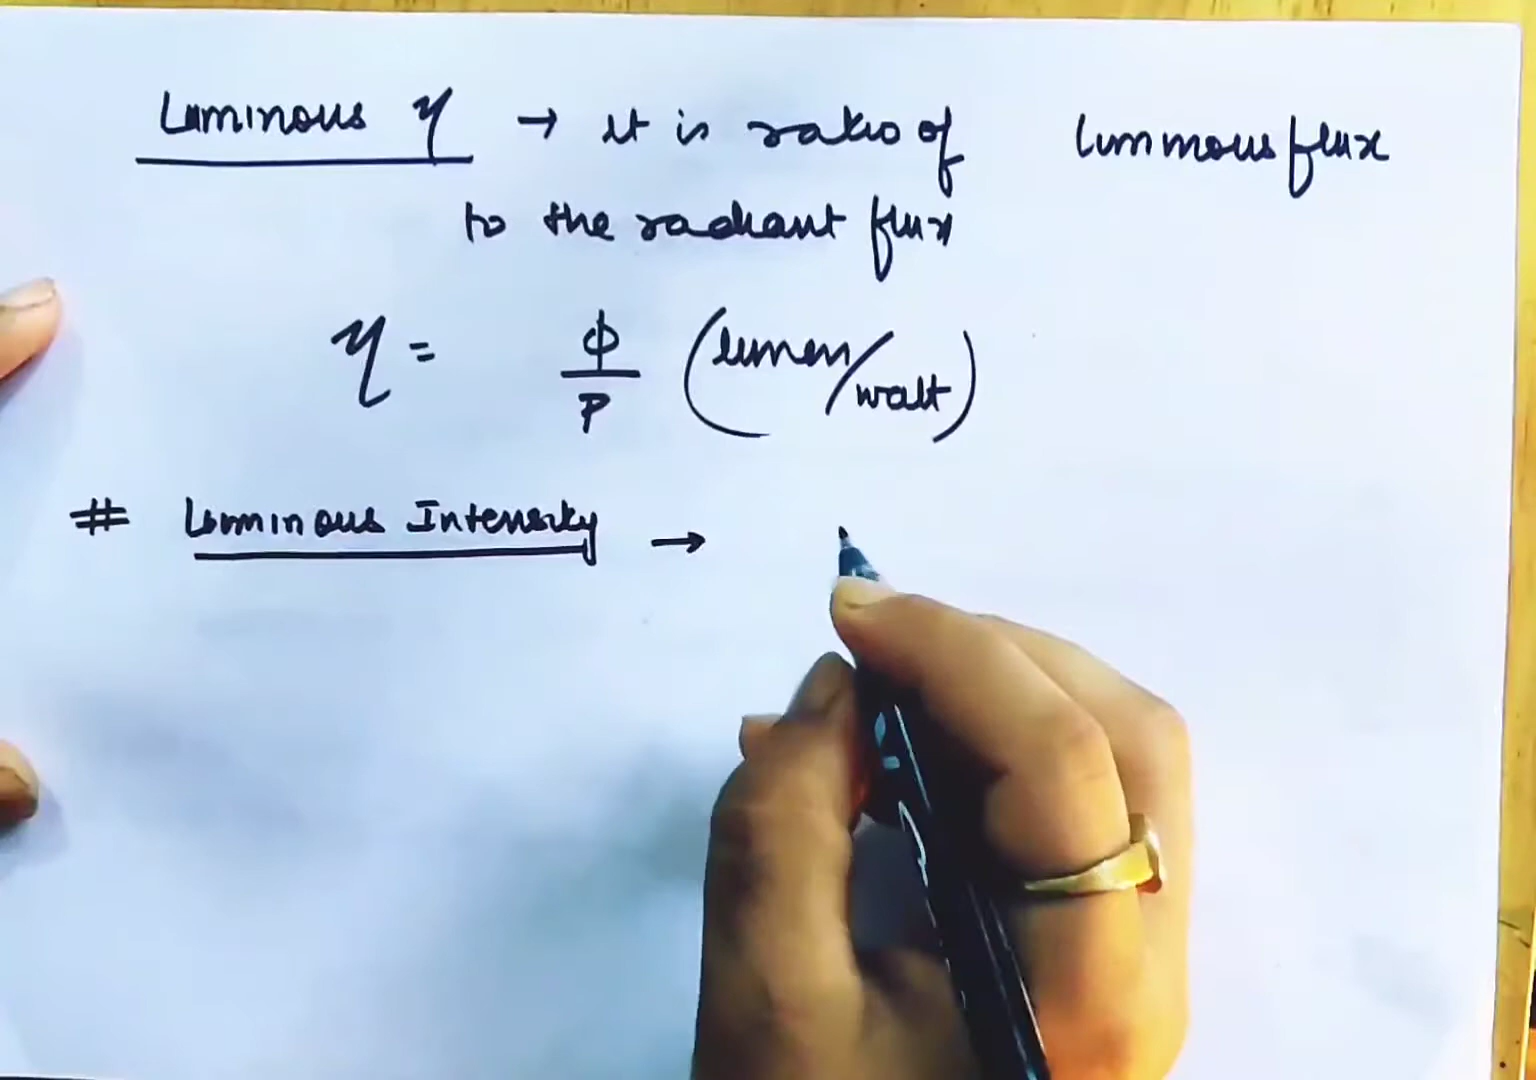 Luminous η → it is ratio of luminous flux
to the radiant flux
η = ϕ/P (lumen/watt)
# Luminous Intensity →